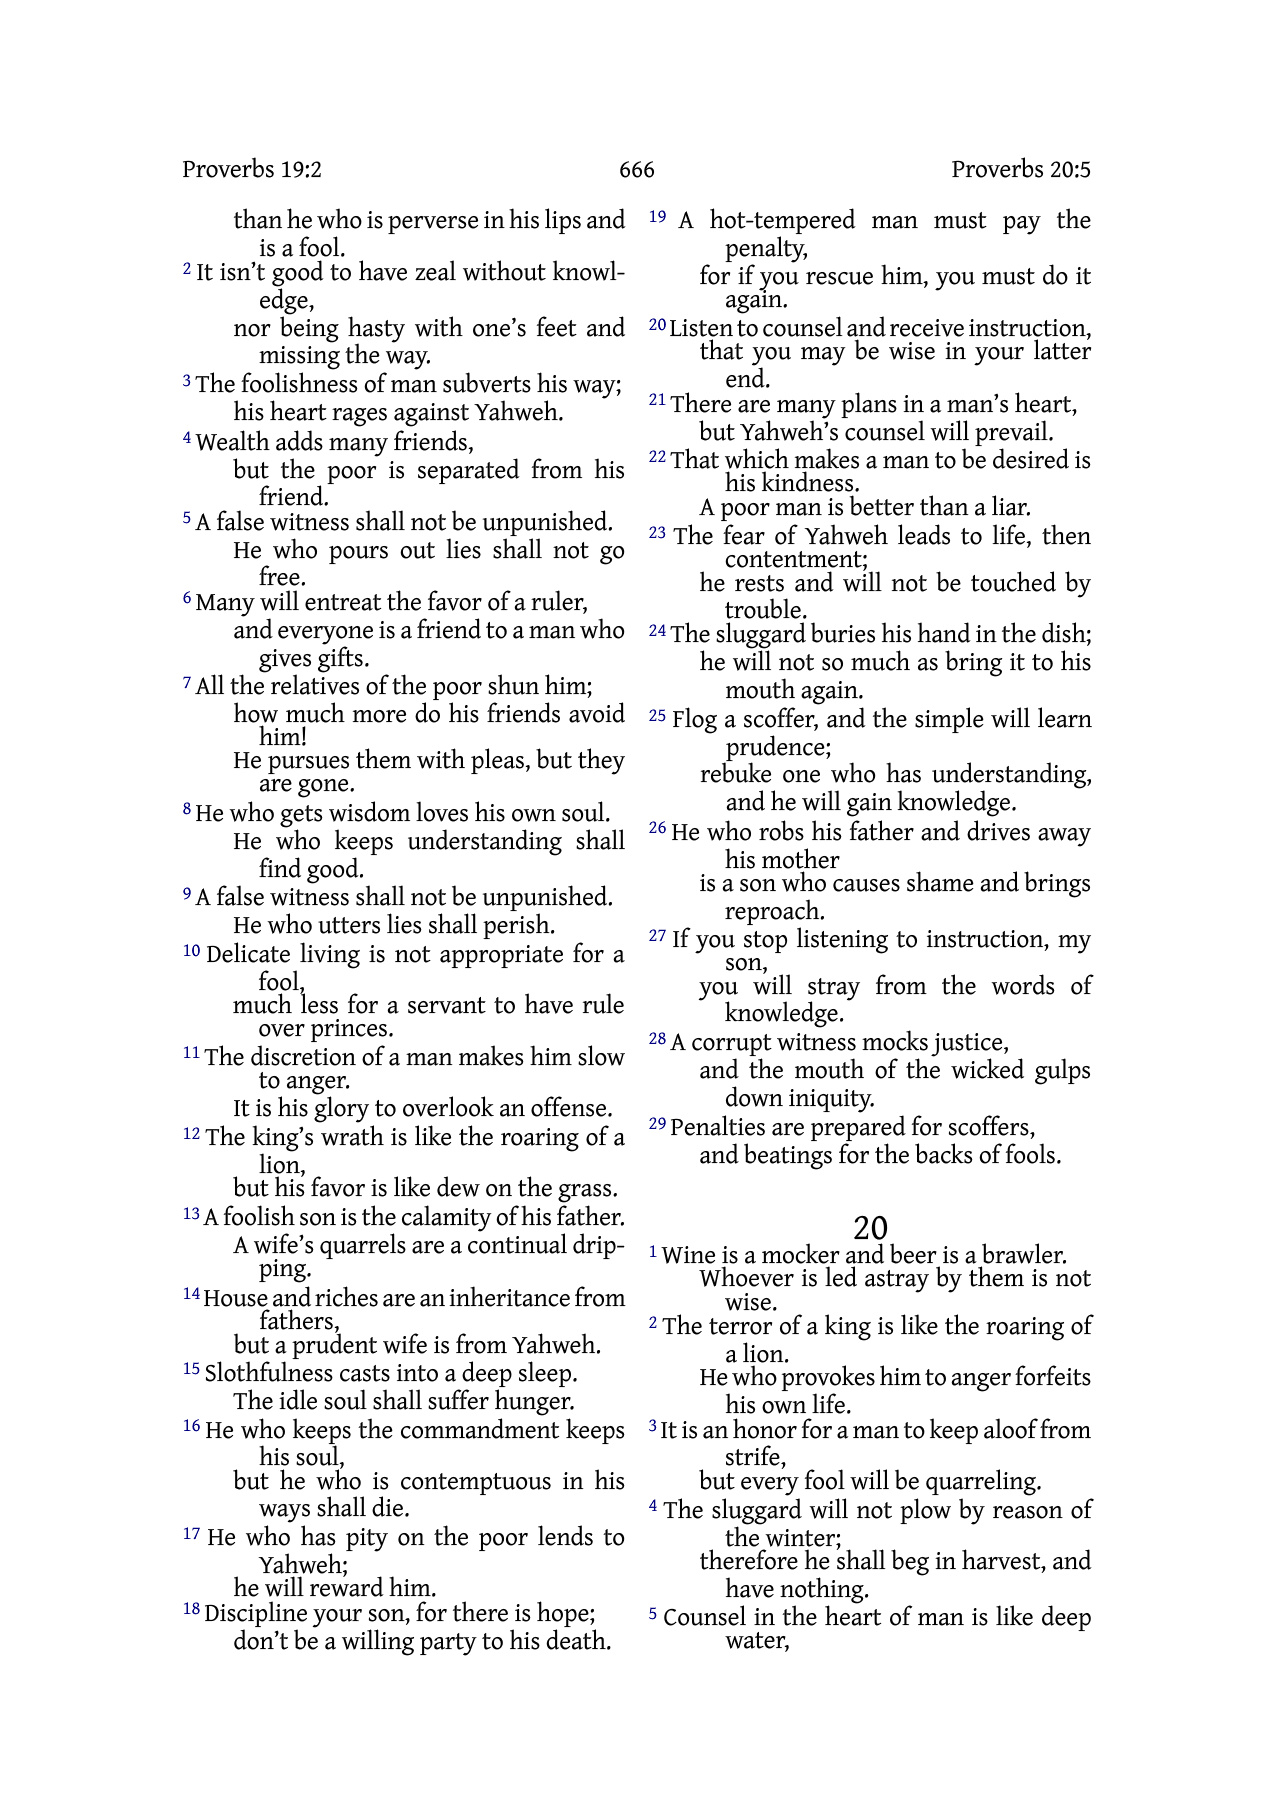 Proverbs 19:2 666 Proverbs 20:5
than he who is perverse in his lips and
is a fool.
2 It isn’t good to have zeal without knowl-
edge,
nor being hasty with one’s feet and
missing the way.
3 The foolishness of man subverts his way;
his heart rages against Yahweh.
4 Wealth adds many friends,
but the poor is separated from his
friend.
5 A false witness shall not be unpunished.
He who pours out lies shall not go
free.
6 Many will entreat the favor of a ruler,
and everyone is a friend to a man who
gives gifts.
7 All the relatives of the poor shun him;
how much more do his friends avoid
him!
He pursues them with pleas, but they
are gone.
8 He who gets wisdom loves his own soul.
He who keeps understanding shall
find good.
9 A false witness shall not be unpunished.
He who utters lies shall perish.
10 Delicate living is not appropriate for a
fool,
much less for a servant to have rule
over princes.
11 The discretion of a man makes him slow
to anger.
It is his glory to overlook an offense.
12 The king’s wrath is like the roaring of a
lion,
but his favor is like dew on the grass.
13 A foolish son is the calamity of his father.
A wife’s quarrels are a continual drip-
ping.
14 House and riches are an inheritance from
fathers,
but a prudent wife is from Yahweh.
15 Slothfulness casts into a deep sleep.
The idle soul shall suffer hunger.
16 He who keeps the commandment keeps
his soul,
but he who is contemptuous in his
ways shall die.
17 He who has pity on the poor lends to
Yahweh;
he will reward him.
18 Discipline your son, for there is hope;
don’t be a willing party to his death.
19 A hot-tempered man must pay the
penalty,
for if you rescue him, you must do it
again.
20 Listen to counsel and receive instruction,
that you may be wise in your latter
end.
21 There are many plans in a man’s heart,
but Yahweh’s counsel will prevail.
22 That which makes a man to be desired is
his kindness.
A poor man is better than a liar.
23 The fear of Yahweh leads to life, then
contentment;
he rests and will not be touched by
trouble.
24 The sluggard buries his hand in the dish;
he will not so much as bring it to his
mouth again.
25 Flog a scoffer, and the simple will learn
prudence;
rebuke one who has understanding,
and he will gain knowledge.
26 He who robs his father and drives away
his mother
is a son who causes shame and brings
reproach.
27 If you stop listening to instruction, my
son,
you will stray from the words of
knowledge.
28 A corrupt witness mocks justice,
and the mouth of the wicked gulps
down iniquity.
29 Penalties are prepared for scoffers,
and beatings for the backs of fools.
20
1 Wine is a mocker and beer is a brawler.
Whoever is led astray by them is not
wise.
2 The terror of a king is like the roaring of
a lion.
He who provokes him to anger forfeits
his own life.
3 It is an honor for a man to keep aloof from
strife,
but every fool will be quarreling.
4 The sluggard will not plow by reason of
the winter;
therefore he shall beg in harvest, and
have nothing.
5 Counsel in the heart of man is like deep
water,